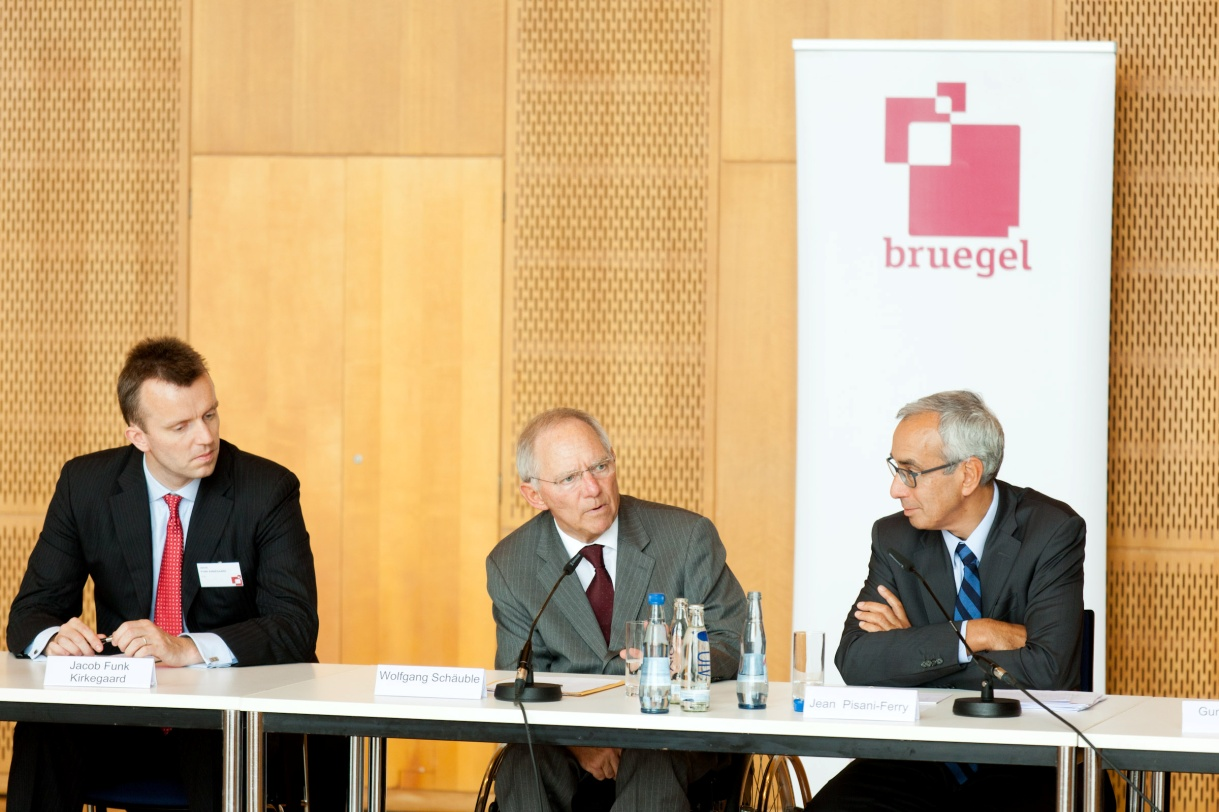 bruegel
Jacob Funk
Kirkegaard
Wolfgang Schäuble
Jean Pisani-Ferry